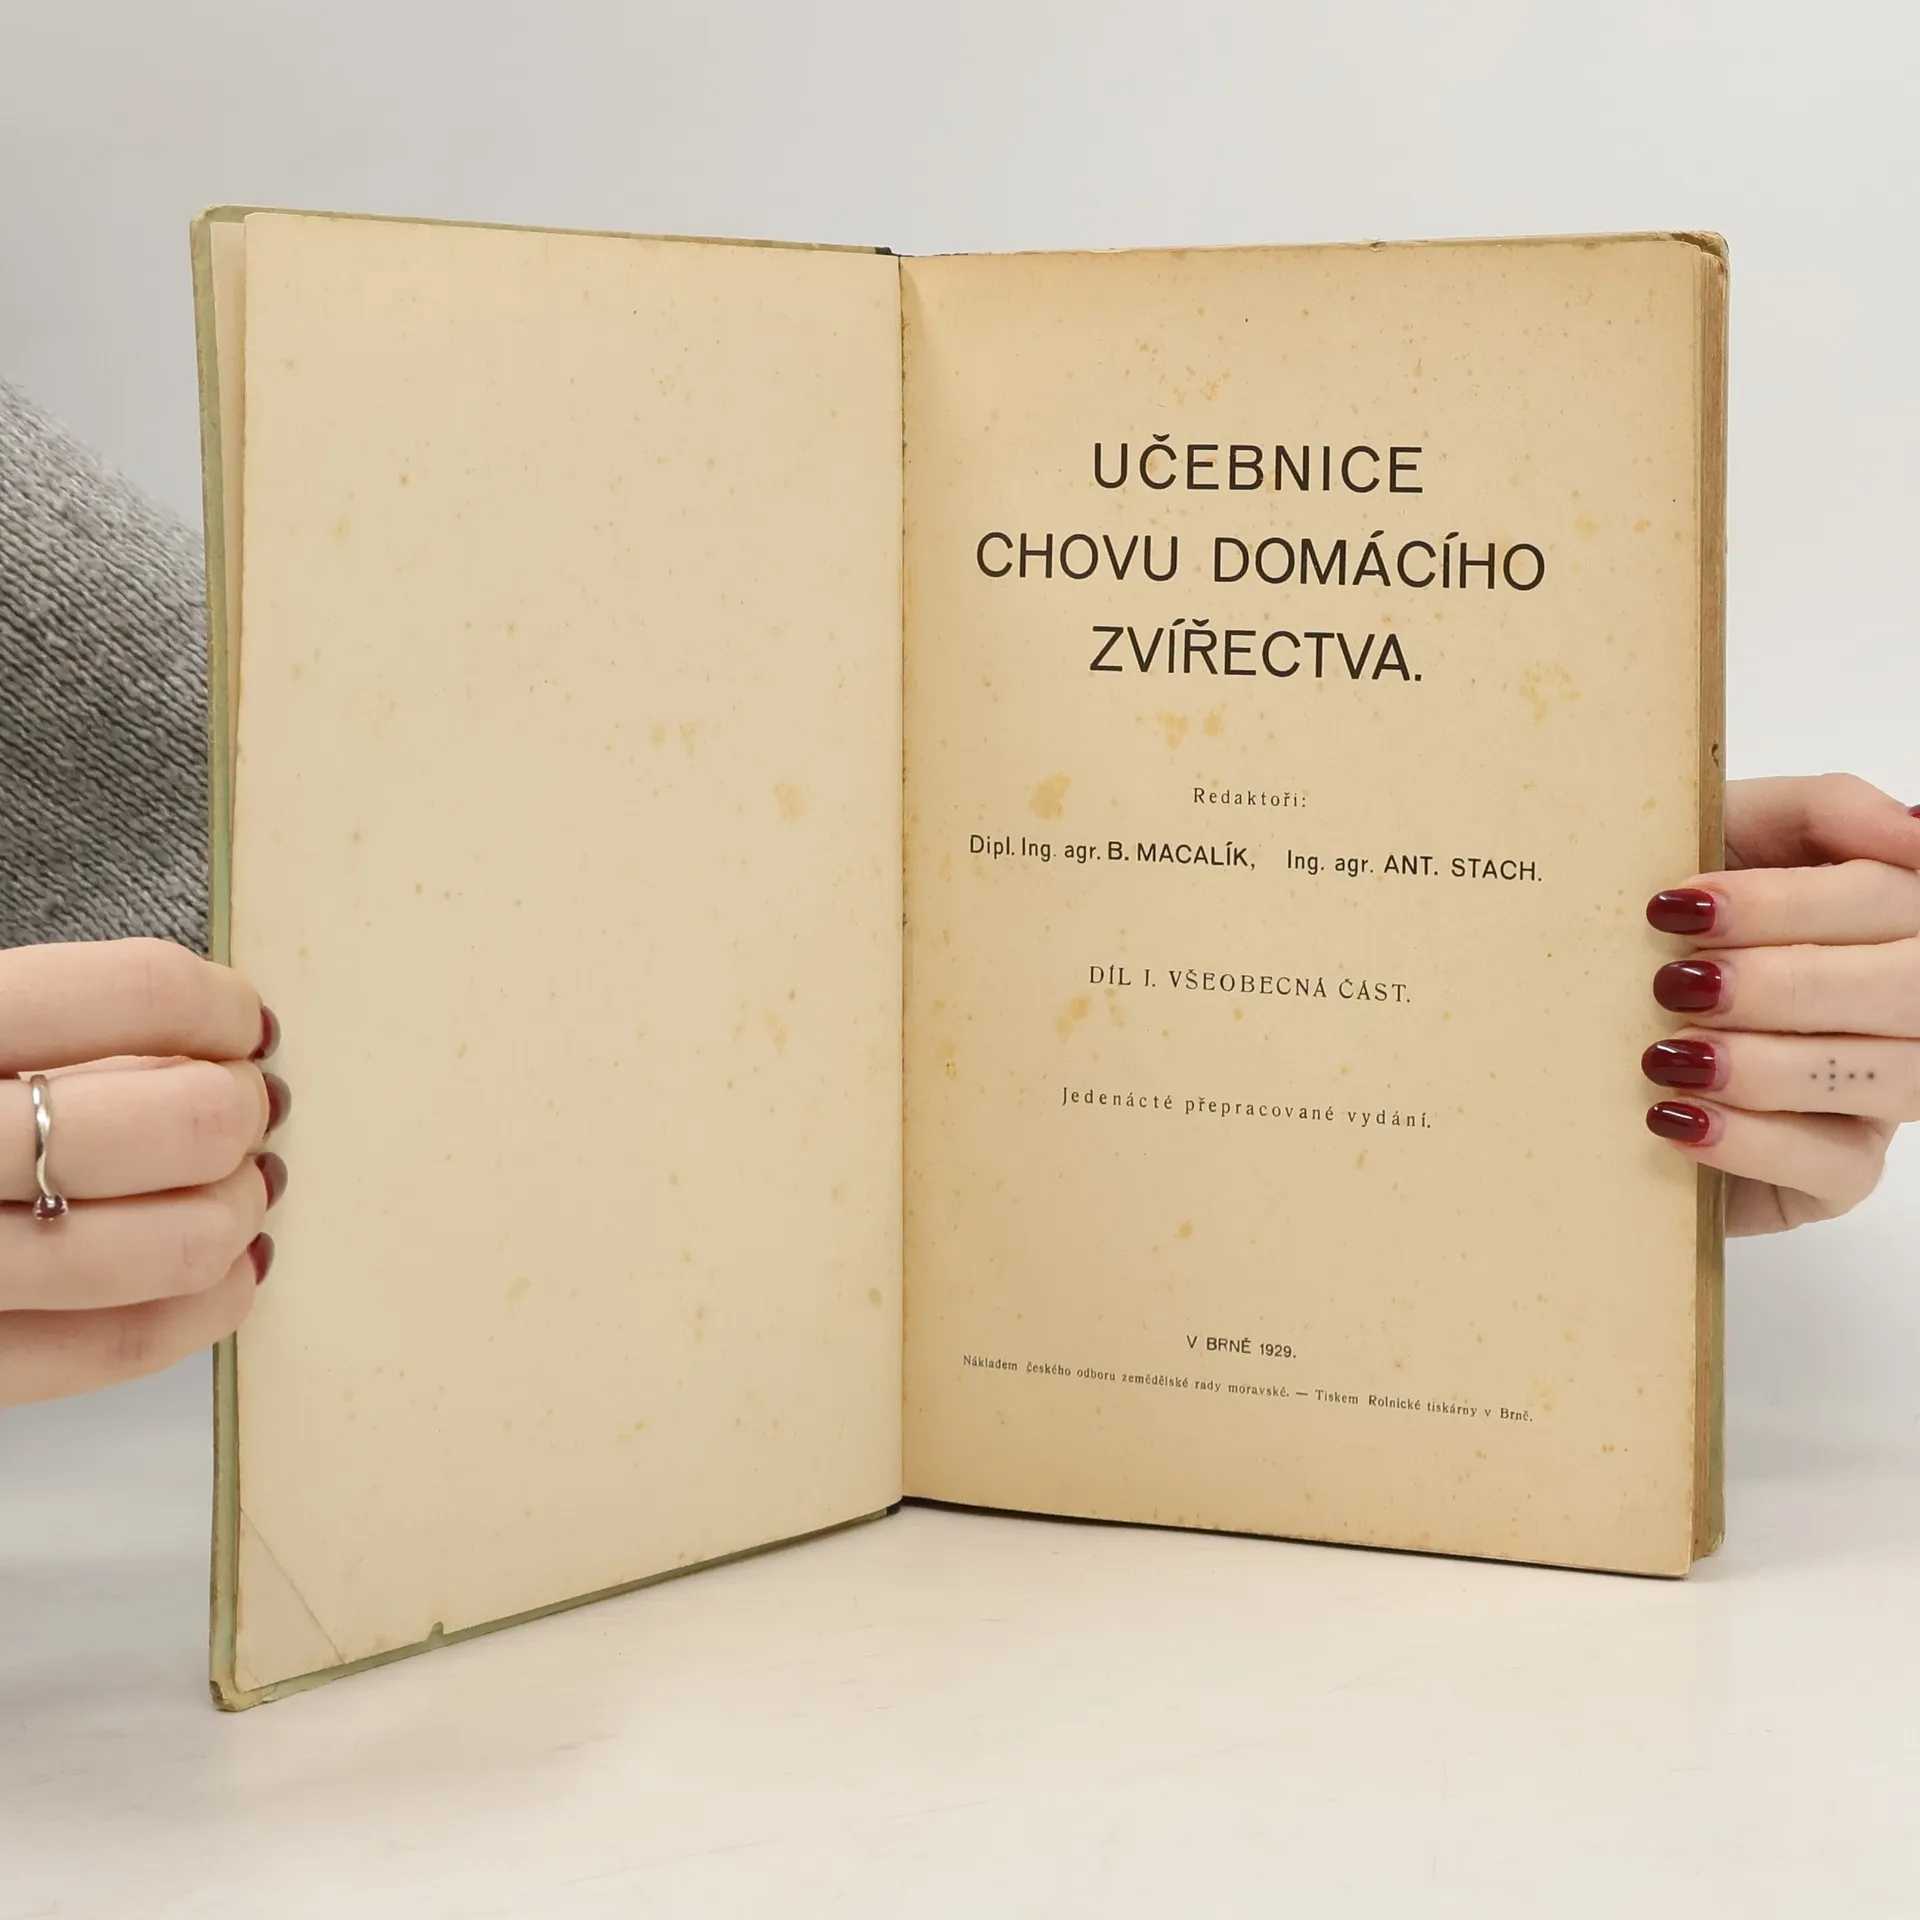 UČEBNICE
CHOVU DOMÁCÍHO
ZVÍŘECTVA.
Redaktoři:
Dipl. Ing. agr. B. MACALÍK, Ing. agr. ANT. STACH.
DÍL I. VŠEOBECNÁ ČÁST.
Jedenácté přepracované vydání.
V BRNĚ 1929.
Nákladem českého odboru zemědělské rady moravské. — Tiskem Rolnické tiskárny v Brně.